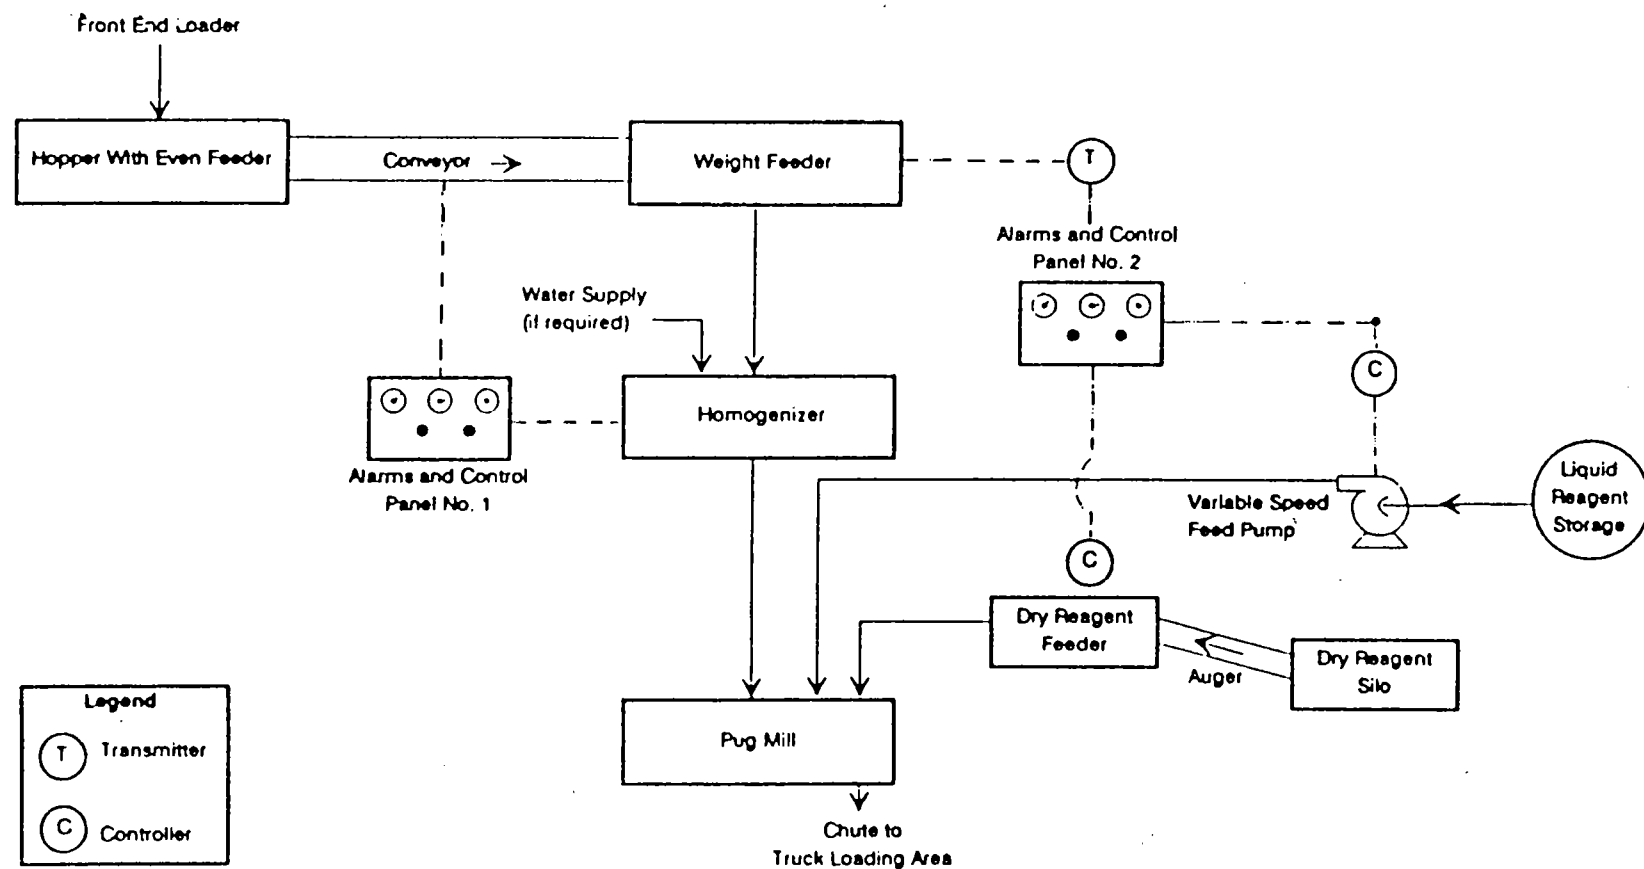 Front End Loader
Hopper With Even Feeder
Conveyor
Weight Feeder
T
Alarms and Control
Panel No. 2
Water Supply
(if required)
C
Homogenizer
Alarms and Control
Panel No. 1
Variable Speed
Feed Pump
Liquid
Reagent
Storage
C
Dry Reagent
Feeder
Auger
Dry Reagent
Silo
Pug Mill
Chute to
Truck Loading Area
Legend
T Transmitter
C Controller